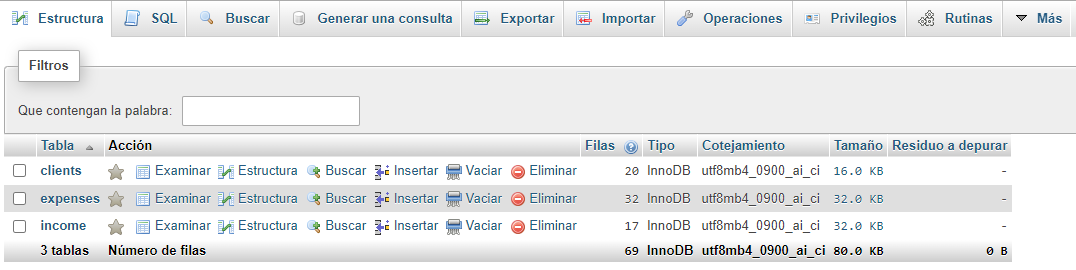 Estructura SQL Buscar Generar una consulta Exportar Importar Operaciones Privilegios Rutinas Más
Filtros
Que contengan la palabra:
Tabla Acción Filas Tipo Cotejamiento Tamaño Residuo a depurar
clients Examinar Estructura Buscar Insertar Vaciar Eliminar 20 InnoDB utf8mb4_0900_ai_ci 16.0 KB -
expenses Examinar Estructura Buscar Insertar Vaciar Eliminar 32 InnoDB utf8mb4_0900_ai_ci 32.0 KB -
income Examinar Estructura Buscar Insertar Vaciar Eliminar 17 InnoDB utf8mb4_0900_ai_ci 32.0 KB -
3 tablas Número de filas 69 InnoDB utf8mb4_0900_ai_ci 80.0 KB 0 B